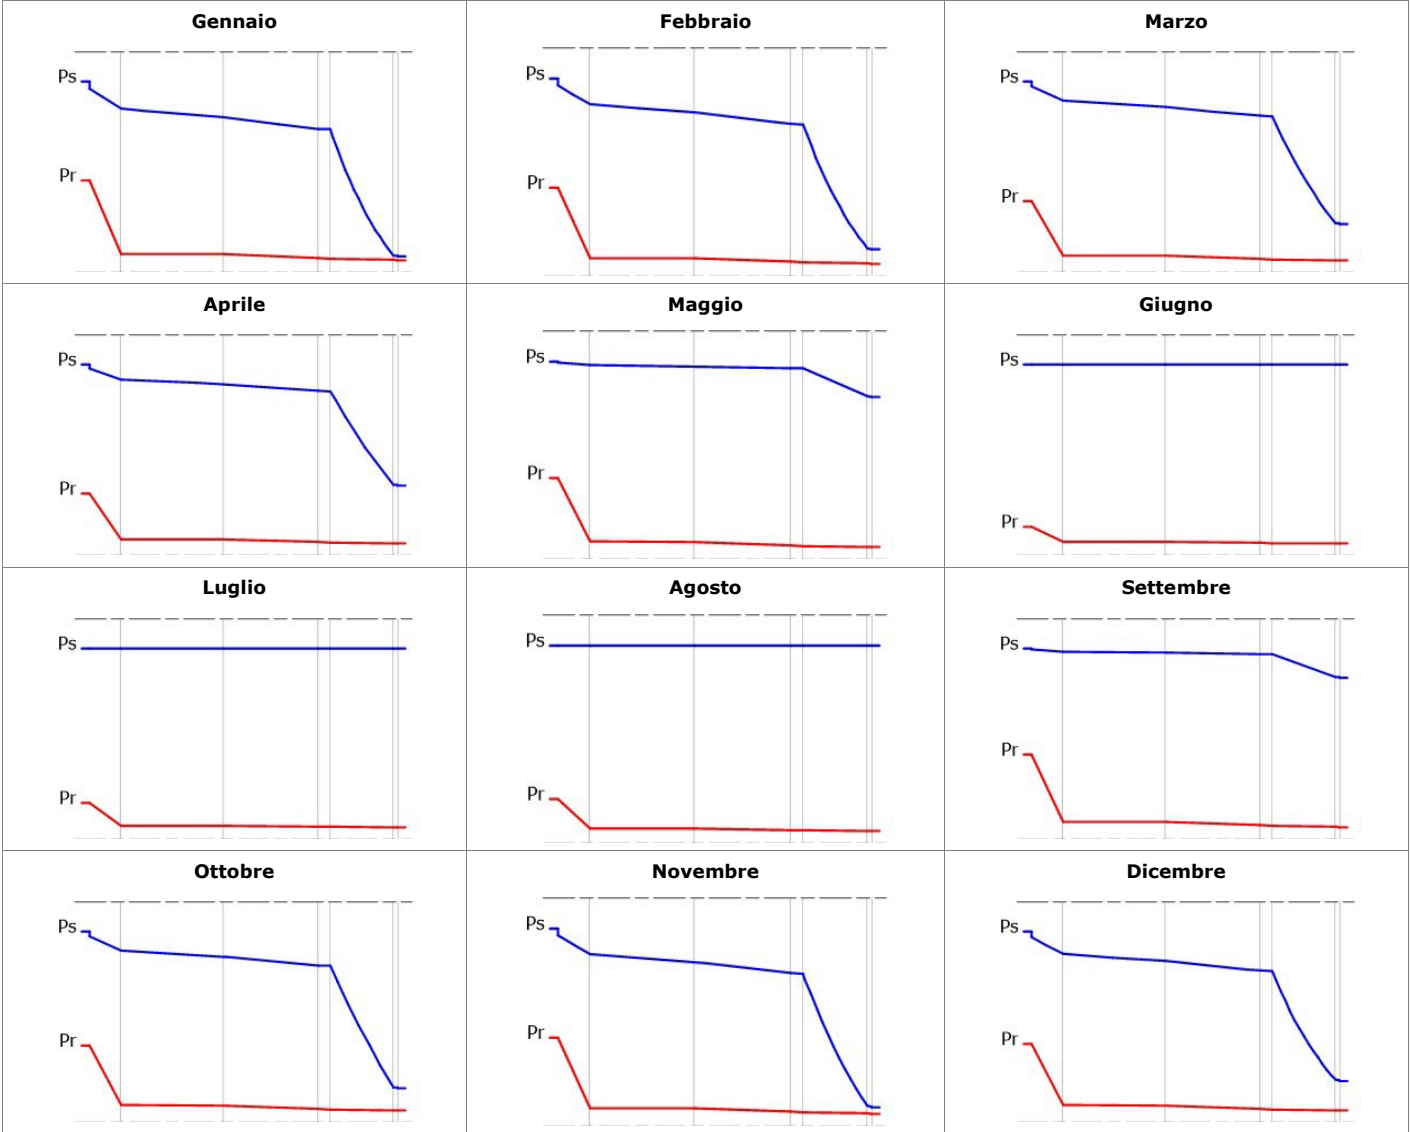 Gennaio Febbraio Marzo
Ps Ps Ps
Pr Pr Pr
Aprile Maggio Giugno
Ps Ps Ps
Pr Pr Pr
Luglio Agosto Settembre
Ps Ps Ps
Pr Pr Pr
Ottobre Novembre Dicembre
Ps Ps Ps
Pr Pr Pr